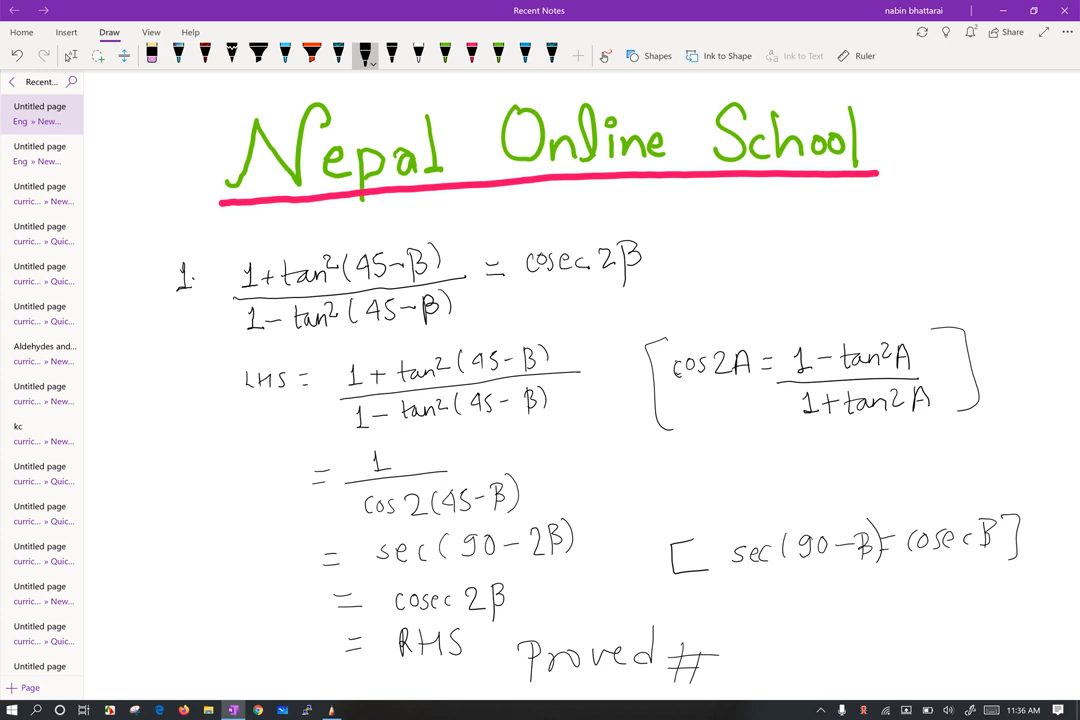 Recent Notes
nabin bhattarai
Home Insert Draw View Help
Share
Shapes Ink to Shape Ink to Text Ruler
Recent...
Untitled page
Eng » New...
Untitled page
Eng » New...
Untitled page
curric... » New...
Untitled page
curric... » Quic...
Untitled page
curric... » Quic...
Untitled page
curric... » Quic...
Aldehydes and...
curric... » New...
Untitled page
curric... » New...
kc
curric... » New...
Untitled page
curric... » Quic...
Untitled page
curric... » Quic...
Untitled page
curric... » Quic...
Untitled page
curric... » New...
Untitled page
curric... » Quic...
Untitled page
+ Page
Nepal Online School
1. 1+tan²(45-β) = cosec 2β
1-tan²(45-β)
LHS = 1+tan²(45-β)
1-tan²(45-β)
[cos2A = 1-tan²A]
1+tan²A
= 1
cos2(45-β)
= sec(90-2β)
[sec(90-β)=cosecβ]
= cosec 2β
= RHS Proved #
11:36 AM